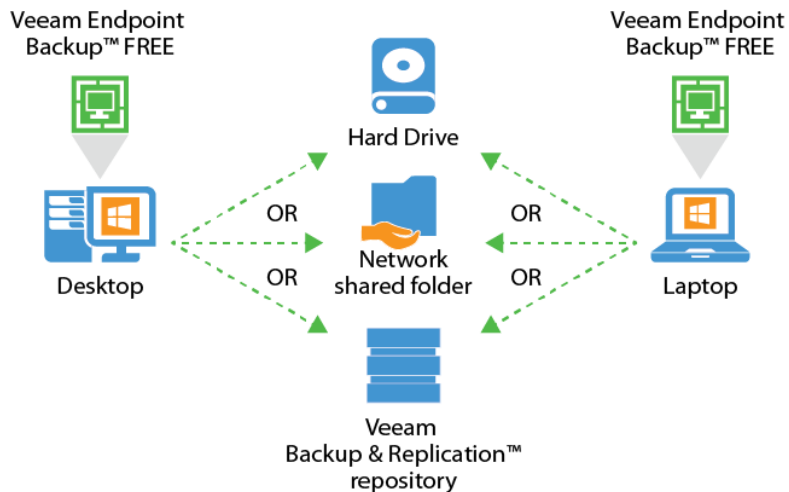 Veeam Endpoint
Backup™ FREE
Veeam Endpoint
Backup™ FREE
Hard Drive
OR
OR
Network
shared folder
Desktop
Laptop
OR
OR
Veeam
Backup & Replication™
repository